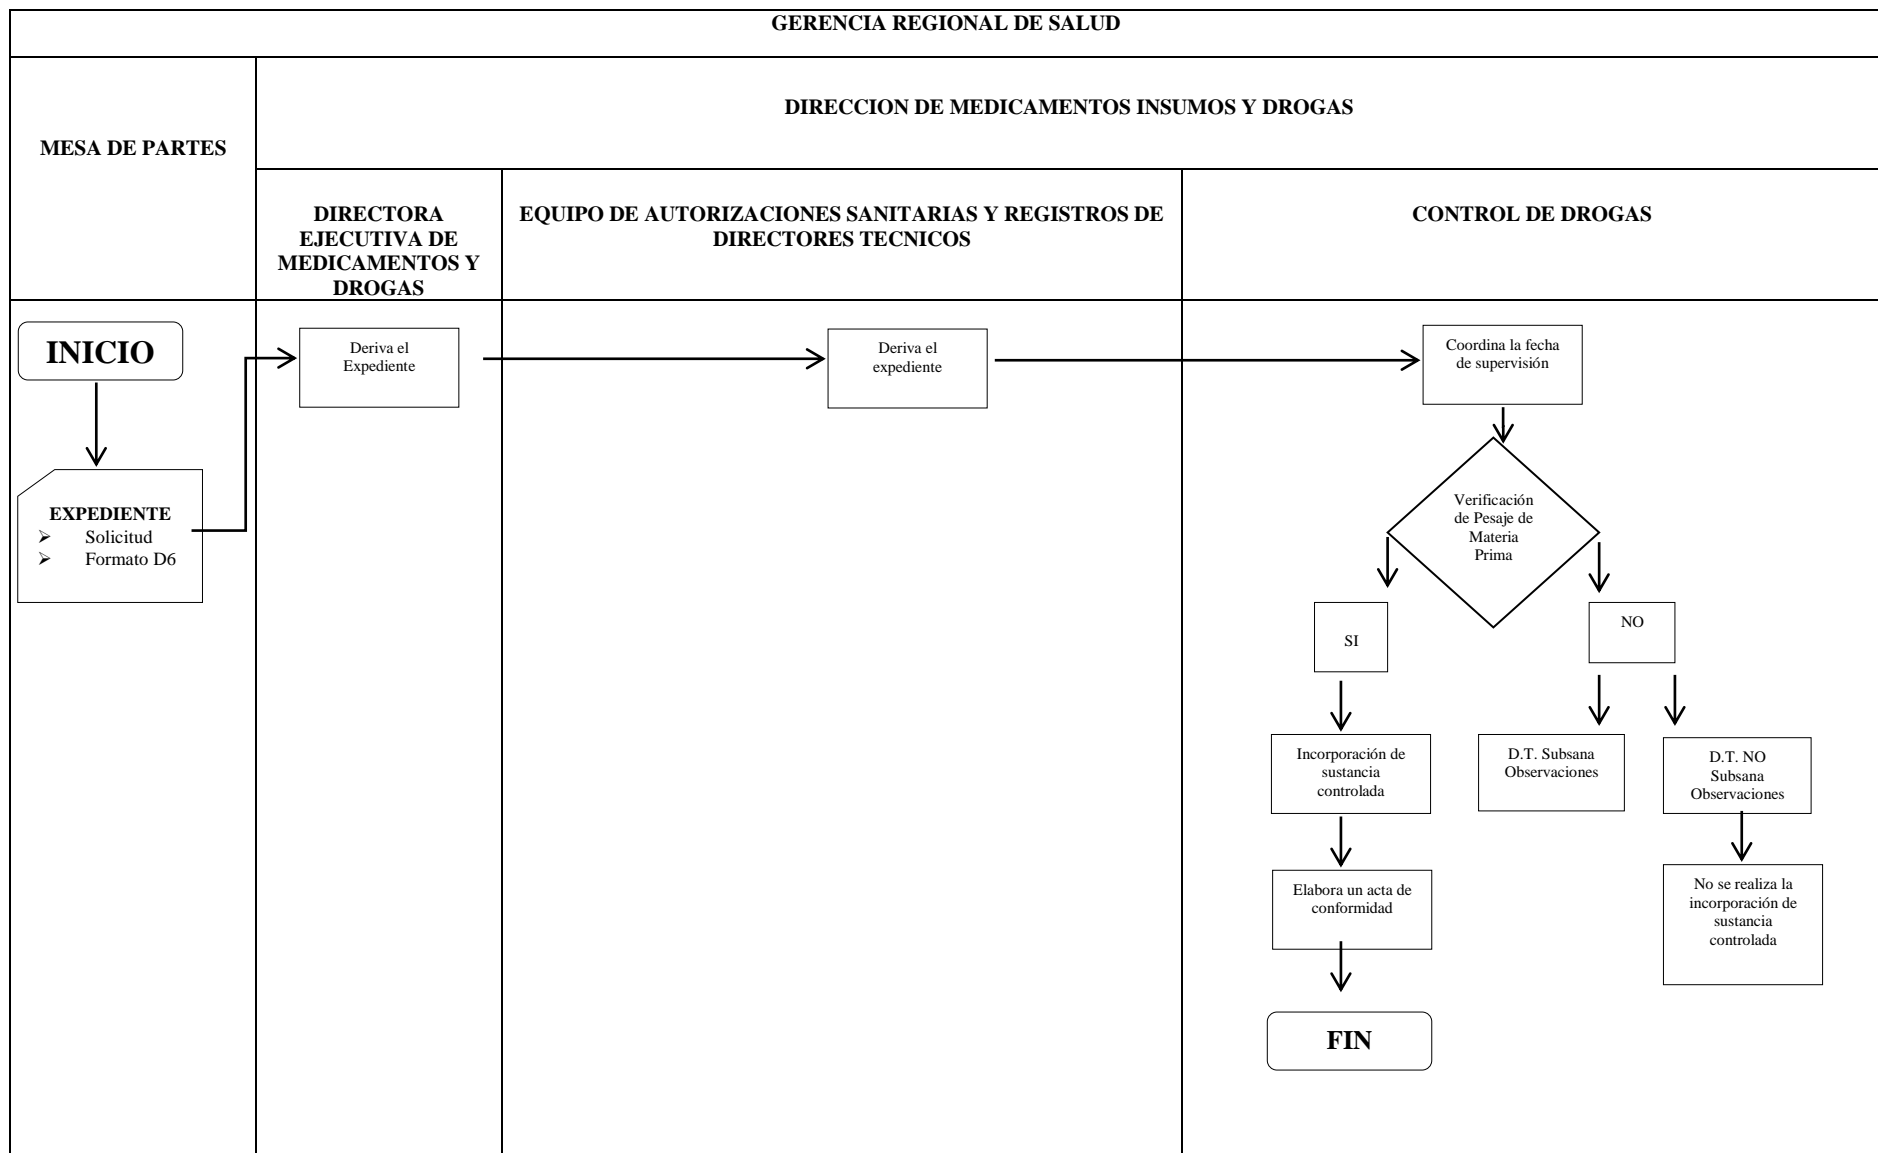 GERENCIA REGIONAL DE SALUD
MESA DE PARTES
DIRECCION DE MEDICAMENTOS INSUMOS Y DROGAS
DIRECTORA
EJECUTIVA DE
MEDICAMENTOS Y
DROGAS
EQUIPO DE AUTORIZACIONES SANITARIAS Y REGISTROS DE
DIRECTORES TECNICOS
CONTROL DE DROGAS
INICIO
EXPEDIENTE
➢ Solicitud
➢ Formato D6
Deriva el
Expediente
Deriva el
expediente
Coordina la fecha
de supervisión
Verificación
de Pesaje de
Materia
Prima
SI
NO
Incorporación de
sustancia
controlada
D.T. Subsana
Observaciones
D.T. NO
Subsana
Observaciones
Elabora un acta de
conformidad
No se realiza la
incorporación de
sustancia
controlada
FIN